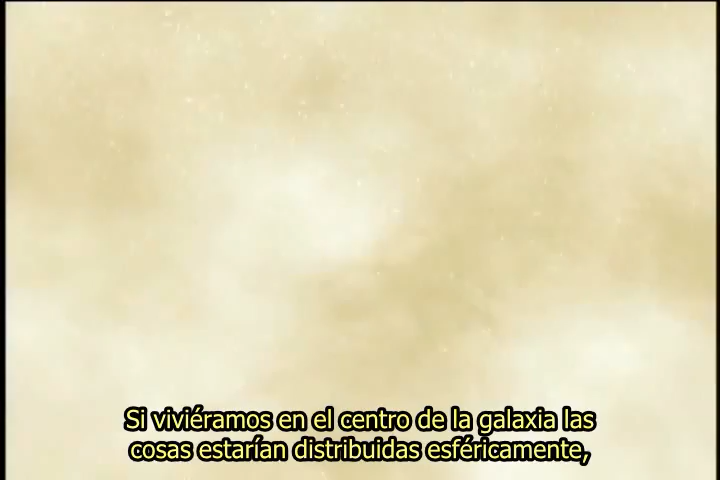 Si viviéramos en el centro de la galaxia las
cosas estarían distribuidas esféricamente,